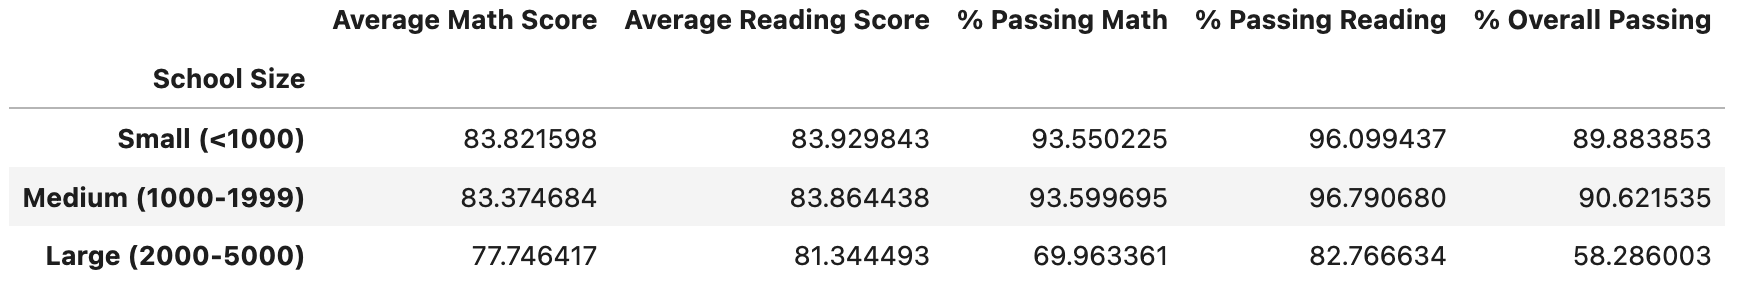 Average Math Score Average Reading Score % Passing Math % Passing Reading % Overall Passing
School Size
Small (<1000) 83.821598 83.929843 93.550225 96.099437 89.883853
Medium (1000-1999) 83.374684 83.864438 93.599695 96.790680 90.621535
Large (2000-5000) 77.746417 81.344493 69.963361 82.766634 58.286003